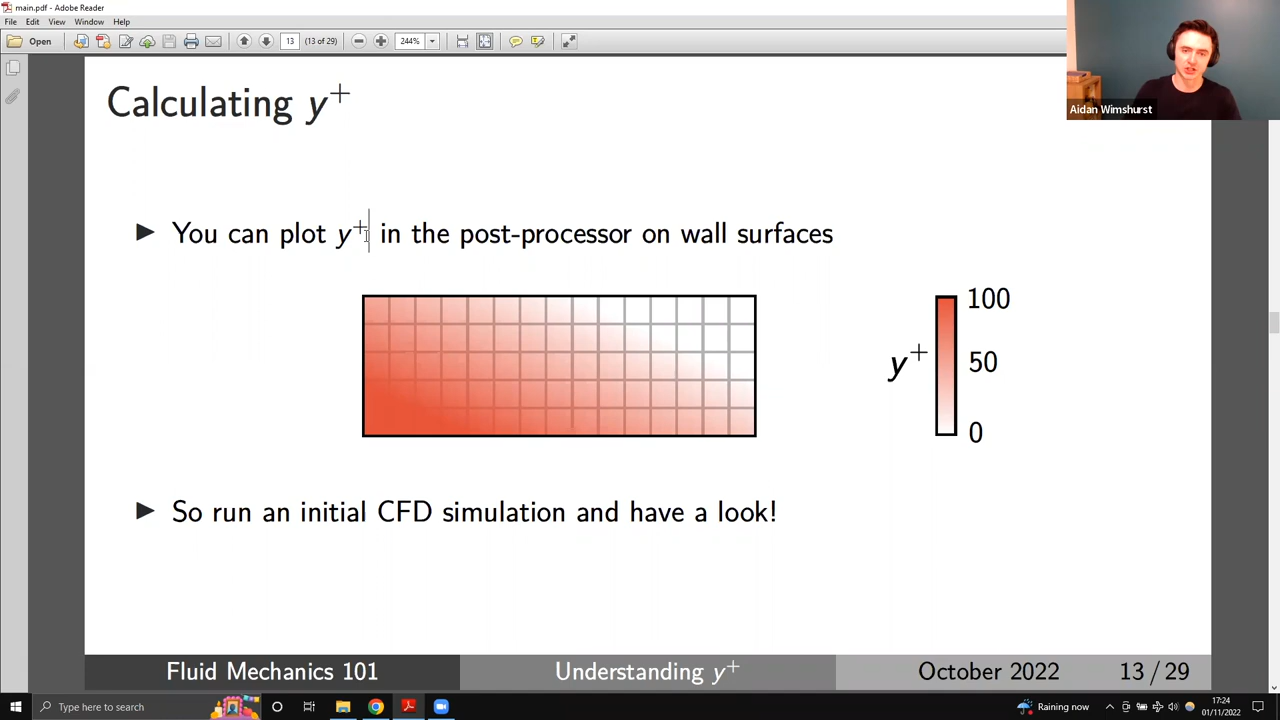 main.pdf - Adobe Reader
File Edit View Window Help
Open 13 (13 of 29) 244%
Aidan Wimshurst
Calculating y⁺
▶ You can plot y⁺ in the post-processor on wall surfaces
100
y⁺ 50
0
▶ So run an initial CFD simulation and have a look!
Fluid Mechanics 101 Understanding y⁺ October 2022 13 / 29
Type here to search Raining now 17:24
01/11/2022